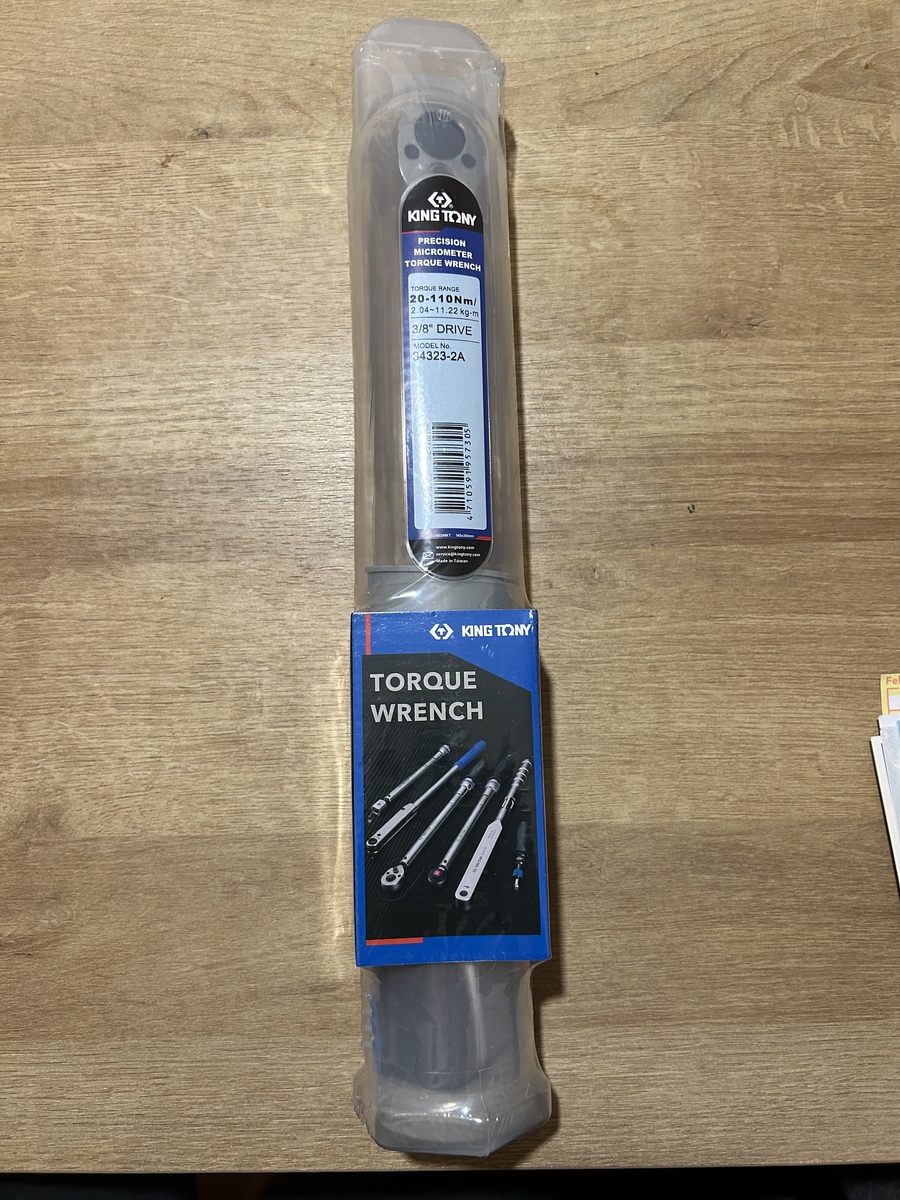 KING TONY
PRECISION
MICROMETER
TORQUE WRENCH
TORQUE RANGE
20-110Nm/
2.04~11.22 kg-m
3/8" DRIVE
MODEL No.
34323-2A
4710591957305
www.kingtony.com
service@kingtony.com
Made in Taiwan
KING TONY
TORQUE
WRENCH